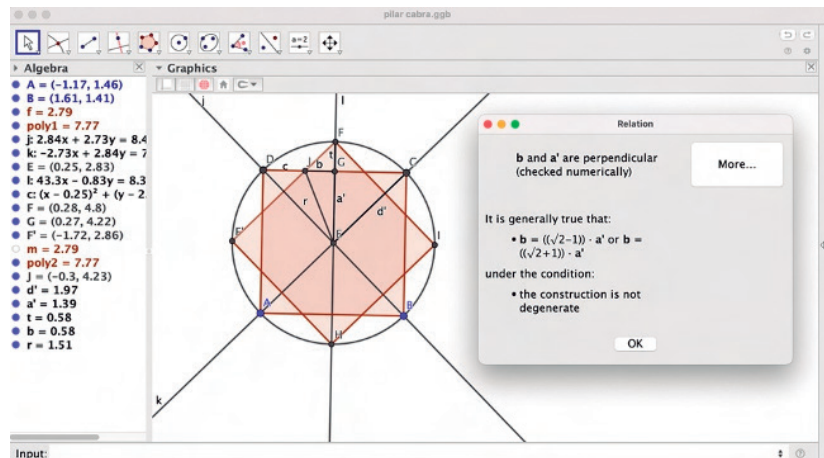 pilar cabra.ggb
a=2
Algebra
Graphics
A = (-1.17, 1.46)
B = (1.61, 1.41)
f = 2.79
poly1 = 7.77
j: 2.84x + 2.73y = 8.4
k: -2.73x + 2.84y = 7
E = (0.25, 2.83)
l: 43.3x - 0.83y = 8.3
c: (x - 0.25)² + (y - 2.
F = (0.28, 4.8)
G = (0.27, 4.22)
F' = (-1.72, 2.86)
m = 2.79
poly2 = 7.77
J = (-0.3, 4.23)
d' = 1.97
a' = 1.39
t = 0.58
b = 0.58
r = 1.51
j
l
F
D
t
C
c
J
b
G
r
a'
d'
F'
E
I
A
B
H
k
Relation
b and a' are perpendicular
(checked numerically)
More...
It is generally true that:
• b = ((√2−1)) · a' or b =
((√2+1)) · a'
under the condition:
• the construction is not
degenerate
OK
Input: